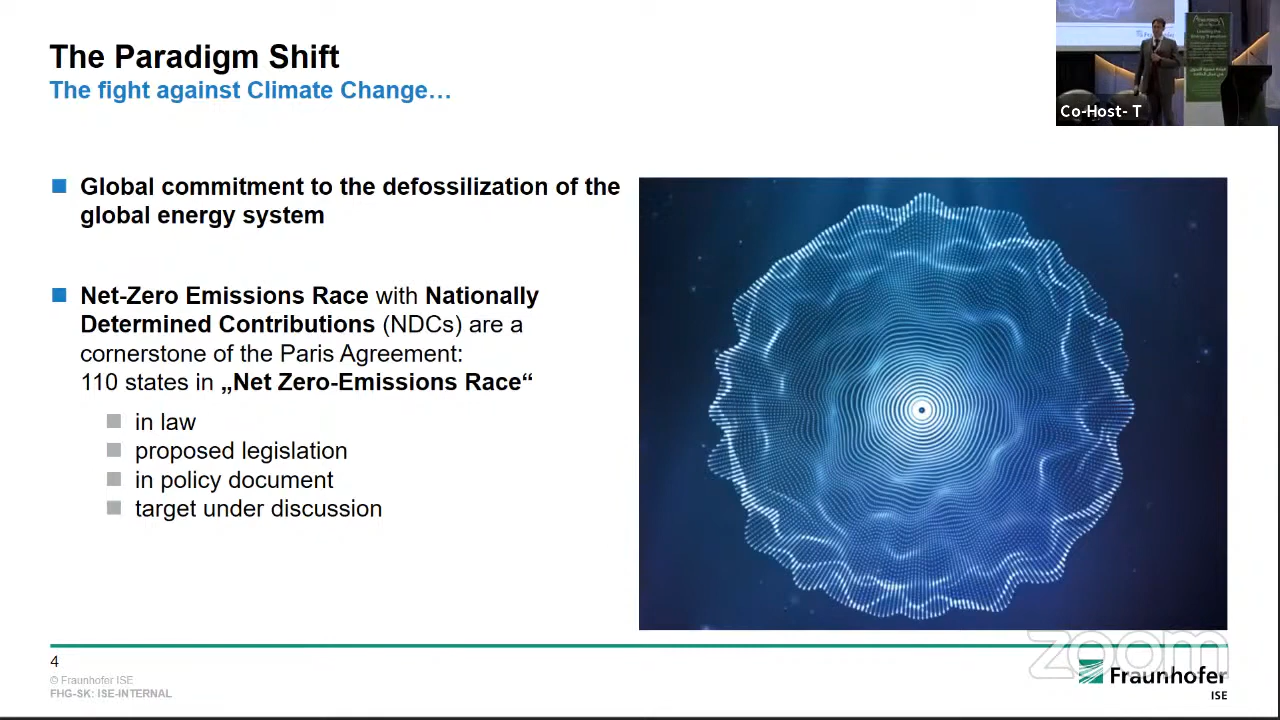 The Paradigm Shift
The fight against Climate Change…
Co-Host- T
Global commitment to the defossilization of the
global energy system
Net-Zero Emissions Race with Nationally
Determined Contributions (NDCs) are a
cornerstone of the Paris Agreement:
110 states in „Net Zero-Emissions Race“
in law
proposed legislation
in policy document
target under discussion
zoom
4
© Fraunhofer ISE
FHG-SK: ISE-INTERNAL
Fraunhofer
ISE